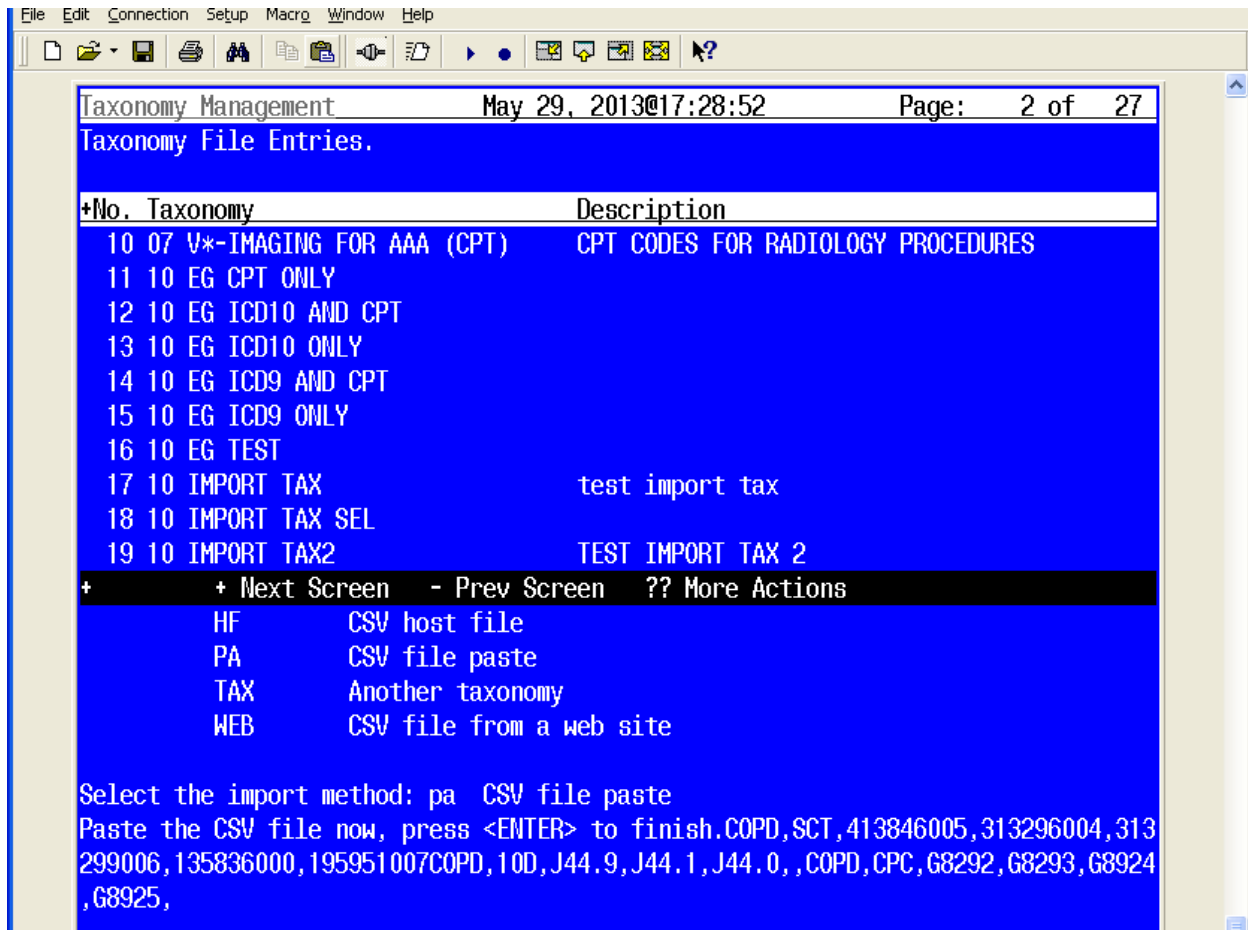 File Edit Connection Setup Macro Window Help
Taxonomy Management May 29, 2013@17:28:52 Page: 2 of 27
Taxonomy File Entries.
+No. Taxonomy Description
10 07 V*-IMAGING FOR AAA (CPT) CPT CODES FOR RADIOLOGY PROCEDURES
11 10 EG CPT ONLY
12 10 EG ICD10 AND CPT
13 10 EG ICD10 ONLY
14 10 EG ICD9 AND CPT
15 10 EG ICD9 ONLY
16 10 EG TEST
17 10 IMPORT TAX test import tax
18 10 IMPORT TAX SEL
19 10 IMPORT TAX2 TEST IMPORT TAX 2
+ + Next Screen - Prev Screen ?? More Actions
HF CSV host file
PA CSV file paste
TAX Another taxonomy
WEB CSV file from a web site
Select the import method: pa CSV file paste
Paste the CSV file now, press <ENTER> to finish.COPD,SCT,413846005,313296004,313
299006,135836000,195951007COPD,10D,J44.9,J44.1,J44.0,,COPD,CPC,G8292,G8293,G8924
,G8925,